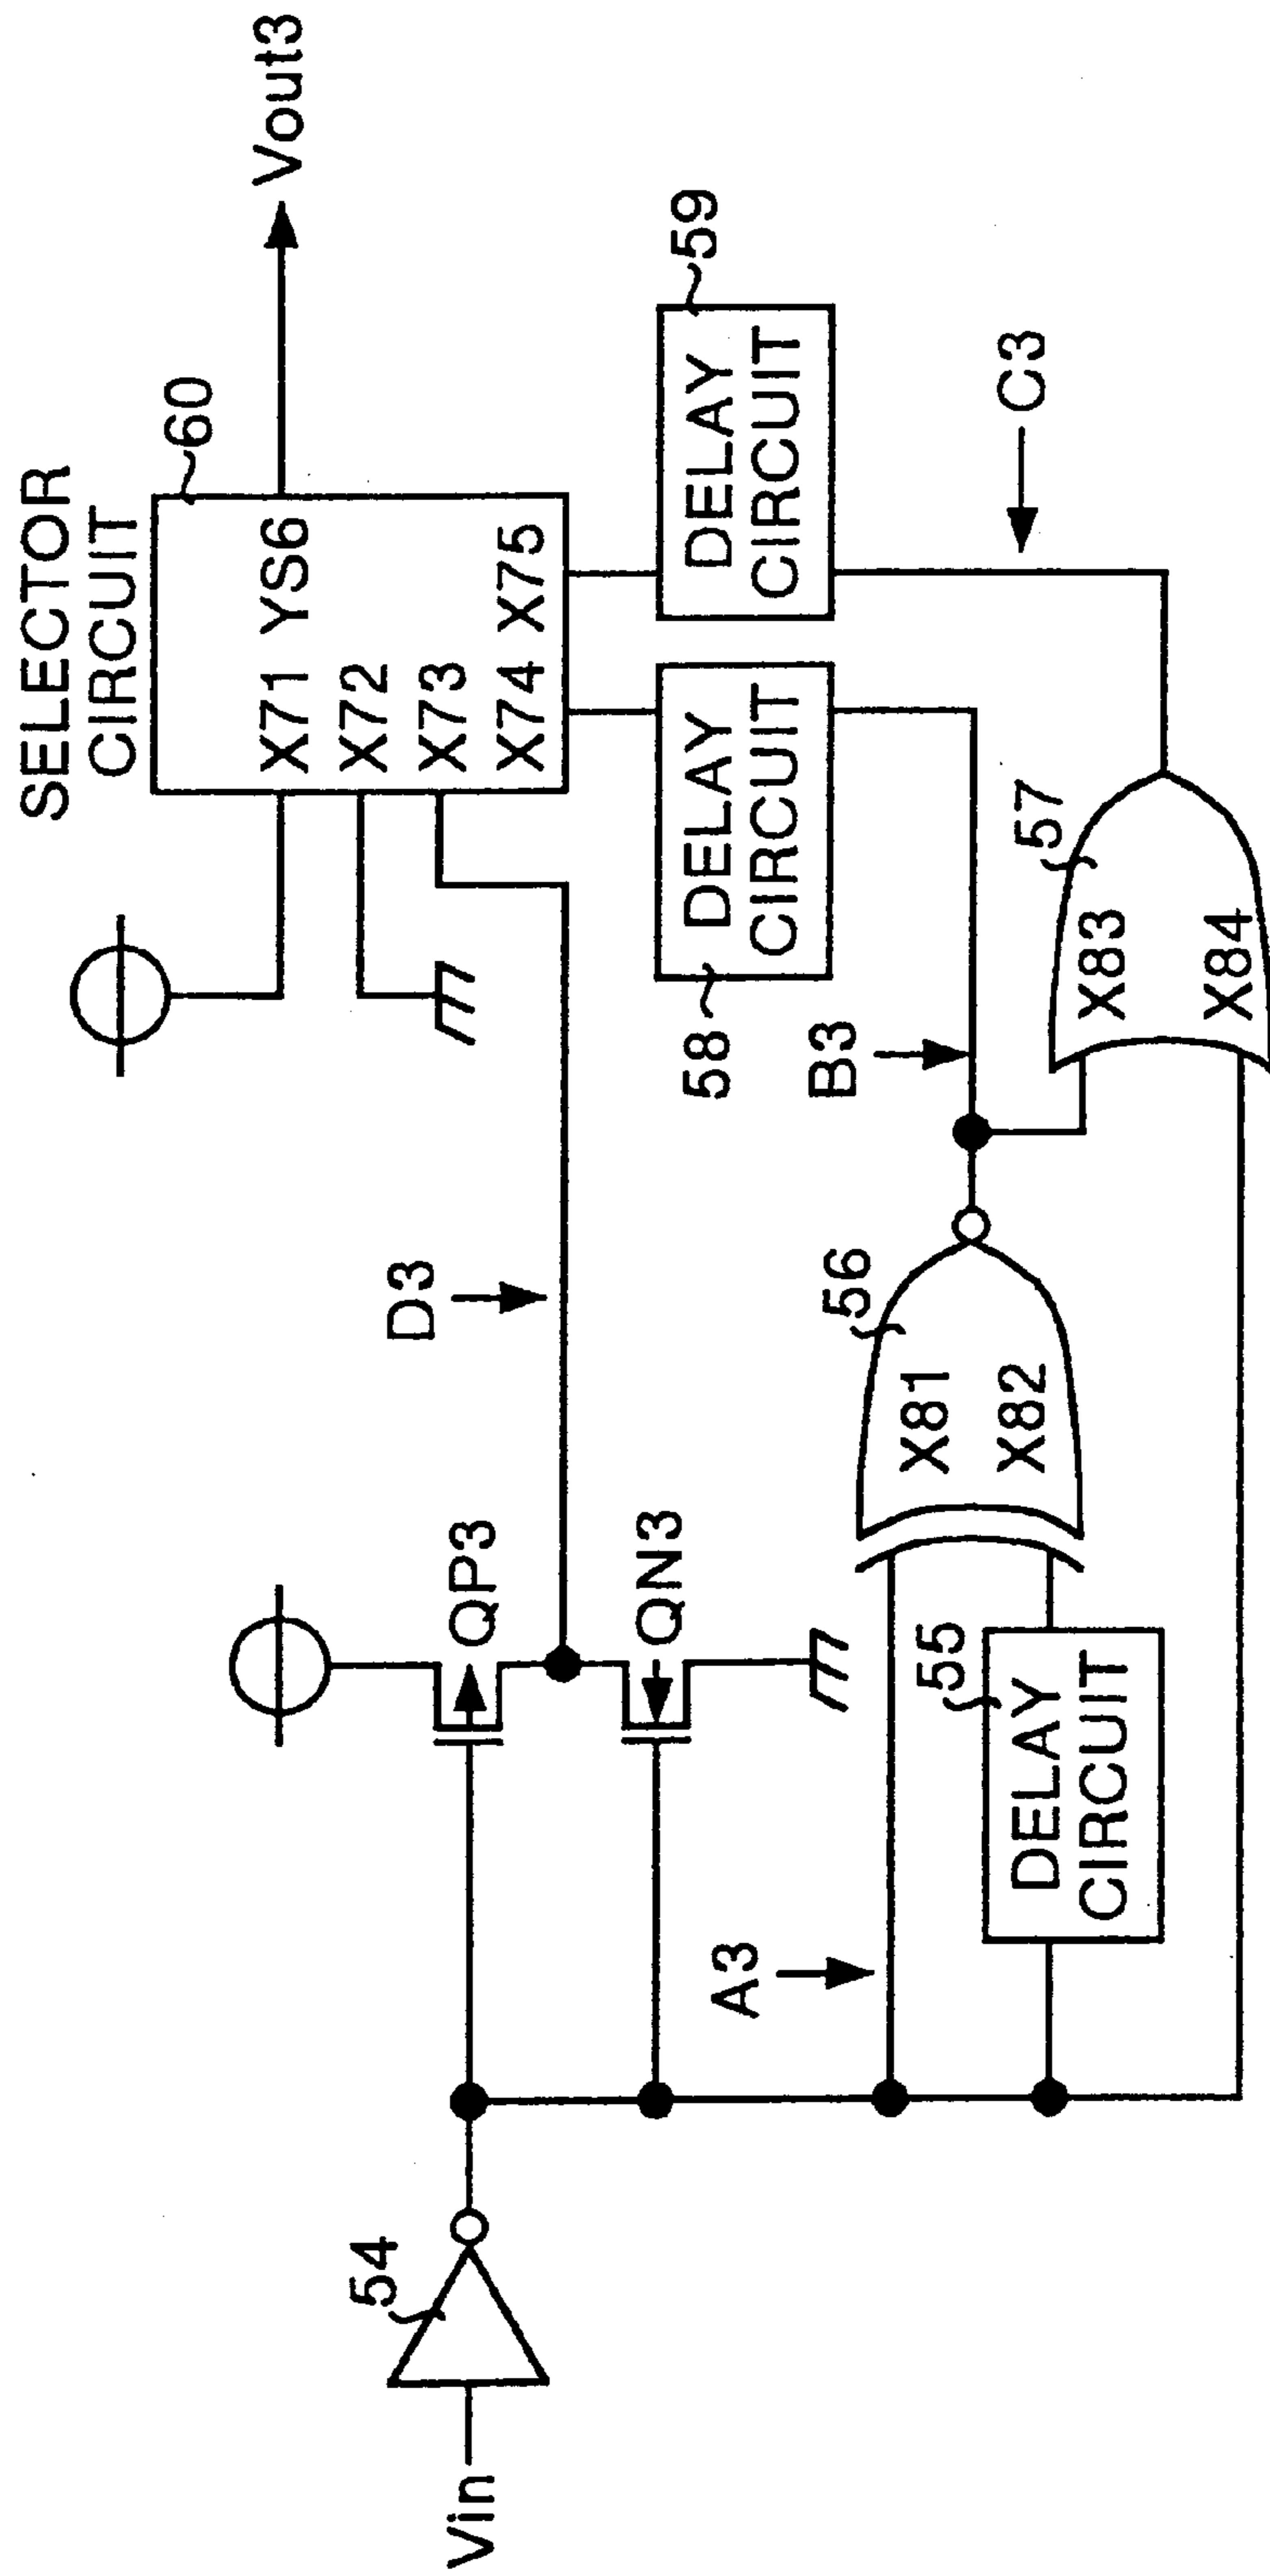 SELECTOR
CIRCUIT
60
X71 YS6
X72
X73
X74 X75
Vout3
D3
QP3
QN3
58
DELAY
CIRCUIT
59
DELAY
CIRCUIT
54
Vin
A3
55
DELAY
CIRCUIT
56
X81
X82
B3
57
X83
X84
C3